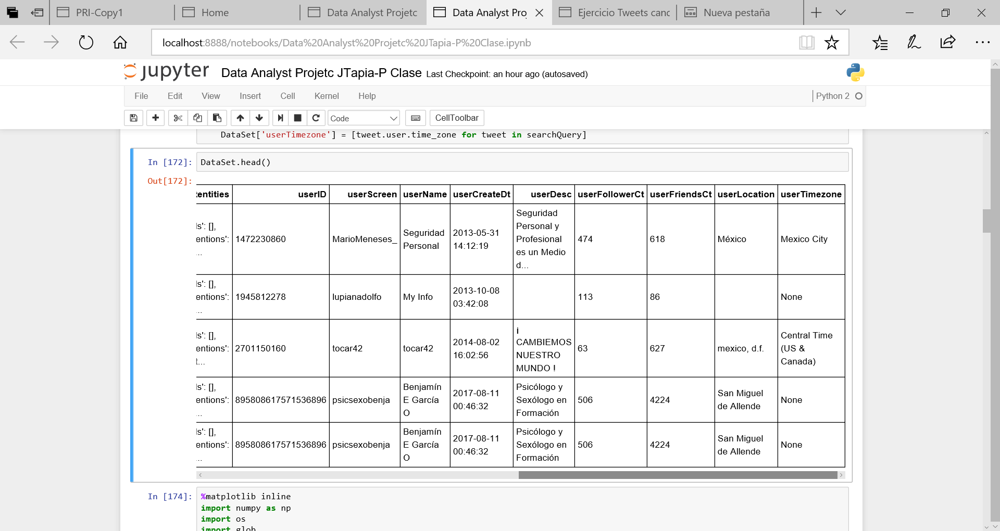 PRI-Copy1
Home
Data Analyst Projetc
Data Analyst Pro
Ejercicio Tweets canc
Nueva pestaña
localhost:8888/notebooks/Data%20Analyst%20Projetc%20JTapia-P%20Clase.ipynb
jupyter Data Analyst Projetc JTapia-P Clase Last Checkpoint: an hour ago (autosaved)
File Edit View Insert Cell Kernel Help Python 2
Code CellToolbar
DataSet['userTimezone'] = [tweet.user.time_zone for tweet in searchQuery]
In [172]: DataSet.head()
Out[172]:
tentities userID userScreen userName userCreateDt userDesc userFollowerCt userFriendsCt userLocation userTimezone
ls': [],
entions':
...
1472230860
MarioMeneses_
Seguridad
Personal
2013-05-31
14:12:19
Seguridad
Personal y
Profesional
es un Medio
d...
474
618
México
Mexico City
ls': [],
entions':
...
1945812278
lupianadolfo
My Info
2013-10-08
03:42:08
113
86
None
ls': [],
entions':
t...
2701150160
tocar42
tocar42
2014-08-02
16:02:56
¡
CAMBIEMOS
NUESTRO
MUNDO !
63
627
mexico, d.f.
Central Time
(US &
Canada)
ls': [],
entions':
...
895808617571536896
psicsexobenja
Benjamín
E García
O
2017-08-11
00:46:32
Psicólogo y
Sexólogo en
Formación
506
4224
San Miguel
de Allende
None
ls': [],
entions':
...
895808617571536896
psicsexobenja
Benjamín
E García
O
2017-08-11
00:46:32
Psicólogo y
Sexólogo en
Formación
506
4224
San Miguel
de Allende
None
In [174]: %matplotlib inline
import numpy as np
import os
import glob